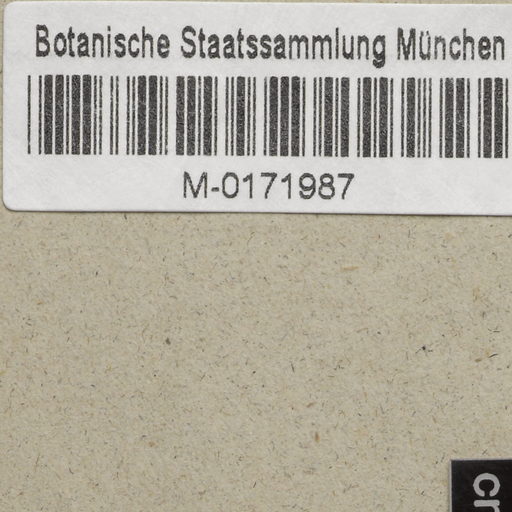 Botanische Staatssammlung München
M-0171987